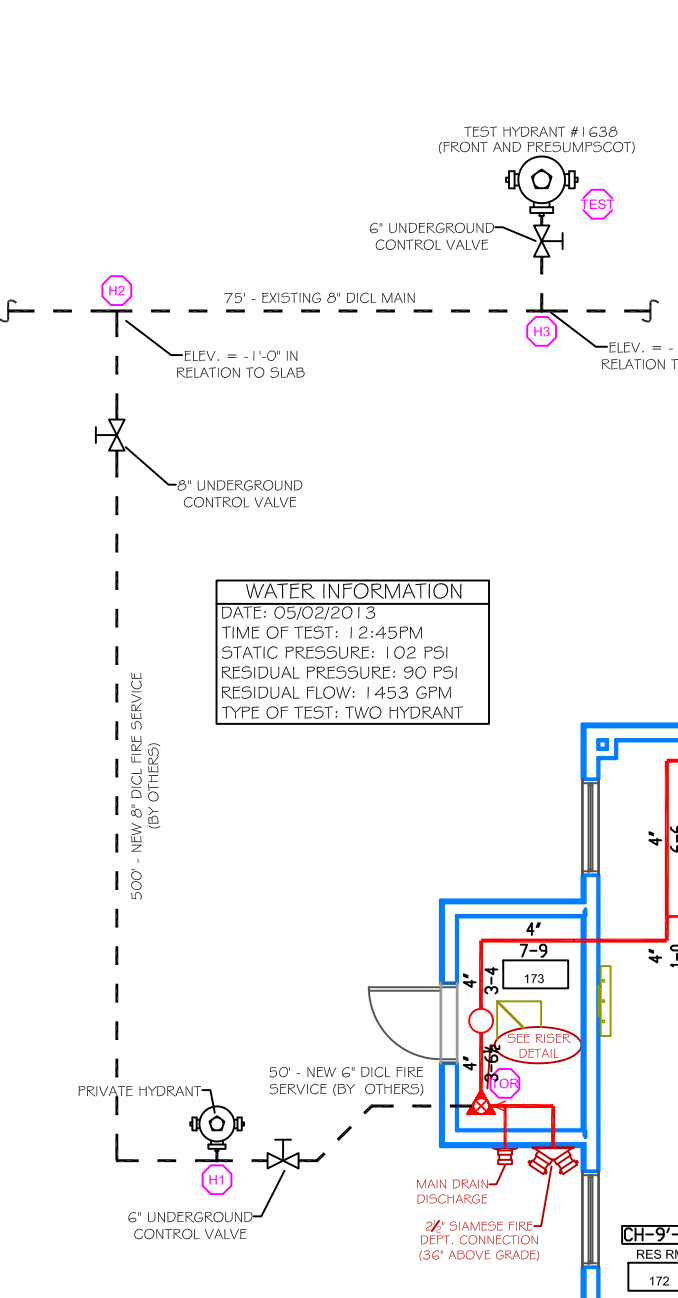 TEST HYDRANT #1638
(FRONT AND PRESUMPSCOT)
TEST
6" UNDERGROUND
CONTROL VALVE
H2
75' - EXISTING 8" DICL MAIN
H3
ELEV. = -1'-0" IN
RELATION TO SLAB
ELEV. = -
RELATION T
8" UNDERGROUND
CONTROL VALVE
WATER INFORMATION
DATE: 05/02/2013
TIME OF TEST: 12:45PM
STATIC PRESSURE: 102 PSI
RESIDUAL PRESSURE: 90 PSI
RESIDUAL FLOW: 1453 GPM
TYPE OF TEST: TWO HYDRANT
500' - NEW 8" DICL FIRE SERVICE
(BY OTHERS)
4"
6-6
4"
7-9
4"
1-0
4"
3-4
173
SEE RISER
DETAIL
4"
3-6½
TOR
50' - NEW 6" DICL FIRE
SERVICE (BY OTHERS)
PRIVATE HYDRANT
H1
6" UNDERGROUND
CONTROL VALVE
MAIN DRAIN
DISCHARGE
2½" SIAMESE FIRE
DEPT. CONNECTION
(36" ABOVE GRADE)
CH-9'-
RES RM
172